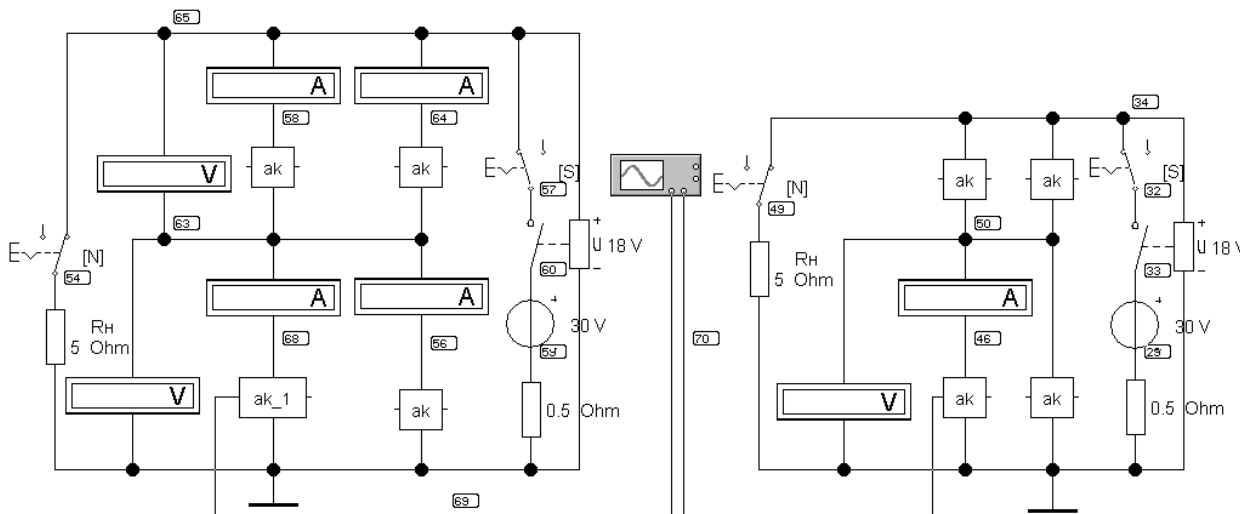 65
34
A
A
58
64
ak
ak
V
[S]
57
E
63
+
U 18 V
-
60
E
[N]
54
A
A
+
30 V
59
68
56
RH
5 Ohm
V
ak_1
ak
0.5 Ohm
69
70
ak
ak
E
[N]
49
E
[S]
32
50
+
U 18 V
-
33
RH
5 Ohm
A
+
30 V
29
46
V
ak
ak
0.5 Ohm